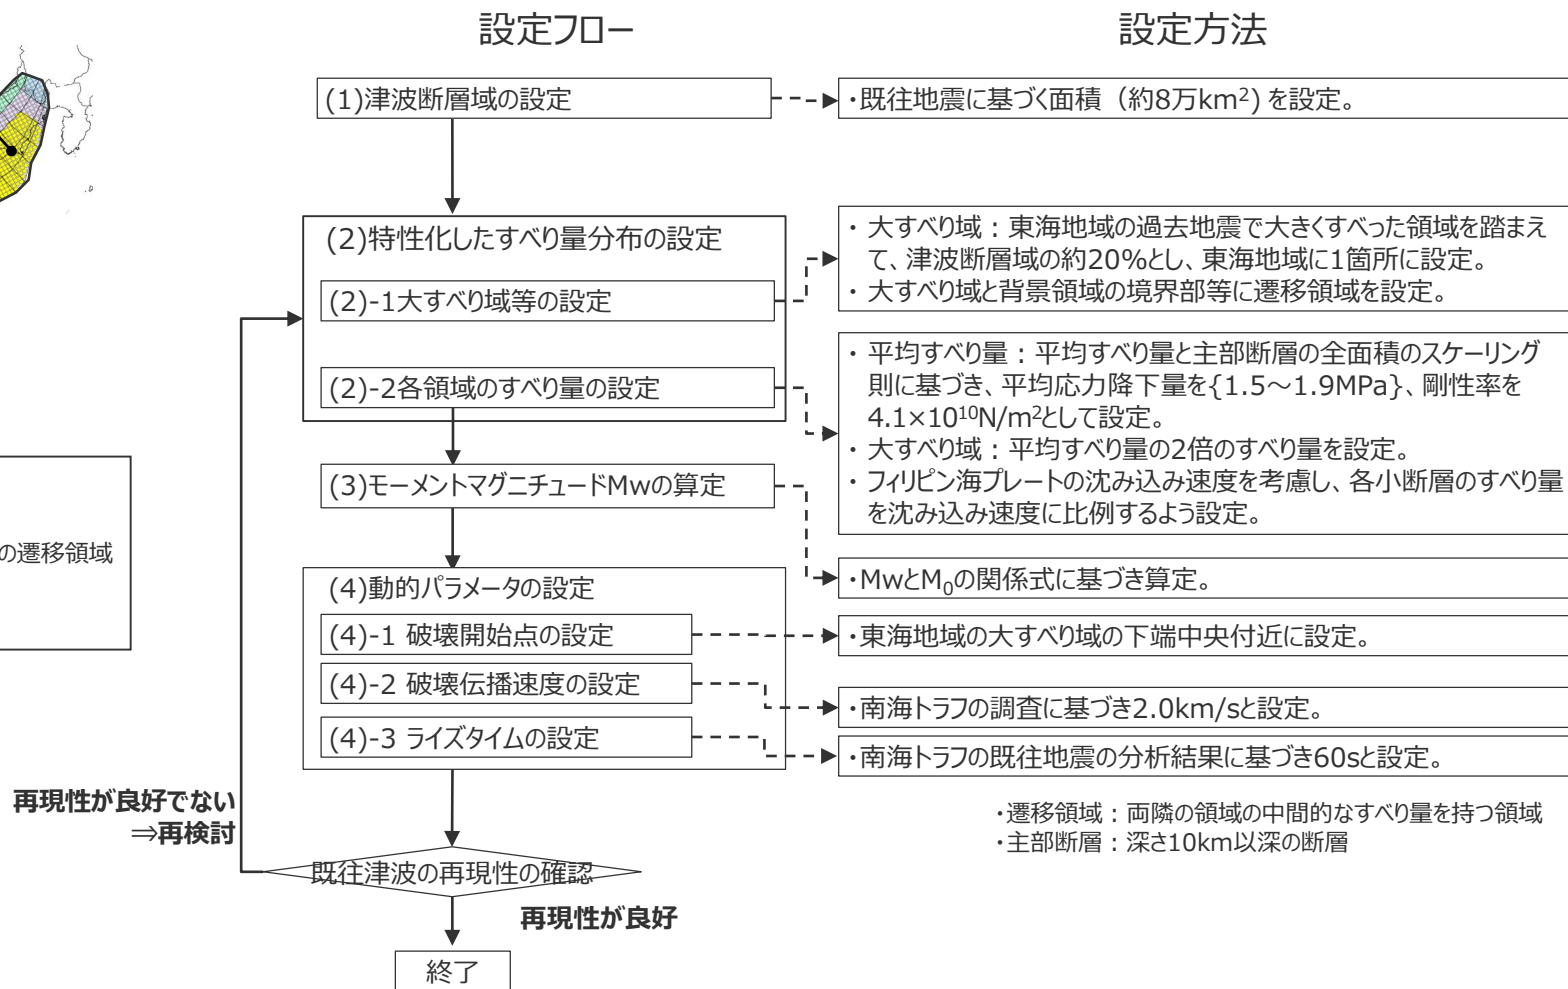 設定フロー
設定方法
(1)津波断層域の設定
・既往地震に基づく面積（約8万km²) を設定。
(2)特性化したすべり量分布の設定
(2)-1大すべり域等の設定
・ 大すべり域：東海地域の過去地震で大きくすべった領域を踏まえ
て、津波断層域の約20%とし、東海地域に1箇所に設定。
・ 大すべり域と背景領域の境界部等に遷移領域を設定。
(2)-2各領域のすべり量の設定
・ 平均すべり量：平均すべり量と主部断層の全面積のスケーリング
則に基づき、平均応力降下量を{1.5～1.9MPa}、剛性率を
4.1×10¹⁰N/m²として設定。
・ 大すべり域：平均すべり量の2倍のすべり量を設定。
・ フィリピン海プレートの沈み込み速度を考慮し、各小断層のすべり量
を沈み込み速度に比例するよう設定。
(3)モーメントマグニチュードMwの算定
・MwとM₀の関係式に基づき算定。
の遷移領域
(4)動的パラメータの設定
(4)-1 破壊開始点の設定
・東海地域の大すべり域の下端中央付近に設定。
(4)-2 破壊伝播速度の設定
・南海トラフの調査に基づき2.0km/sと設定。
(4)-3 ライズタイムの設定
・南海トラフの既往地震の分析結果に基づき60sと設定。
再現性が良好でない
⇒再検討
・遷移領域：両隣の領域の中間的なすべり量を持つ領域
・主部断層：深さ10km以深の断層
既往津波の再現性の確認
再現性が良好
終了